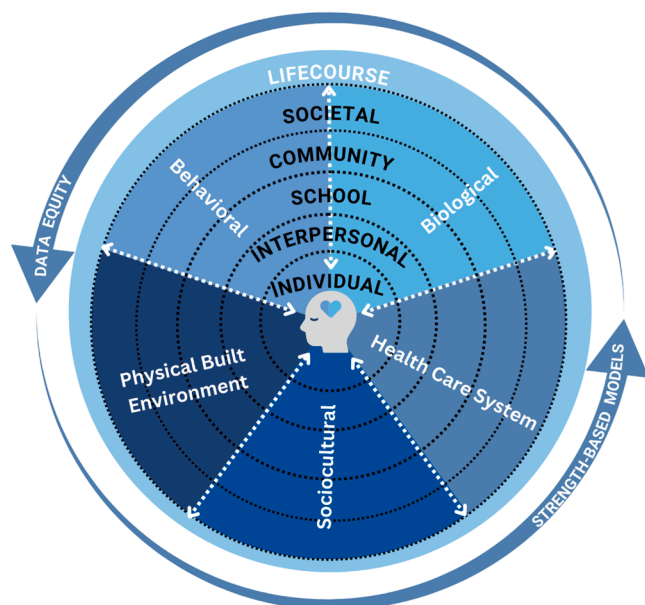 LIFECOURSE
SOCIETAL
COMMUNITY
SCHOOL
INTERPERSONAL
INDIVIDUAL
Behavioral
Biological
Physical Built
Environment
Health Care System
Sociocultural
DATA EQUITY
STRENGTH-BASED MODELS